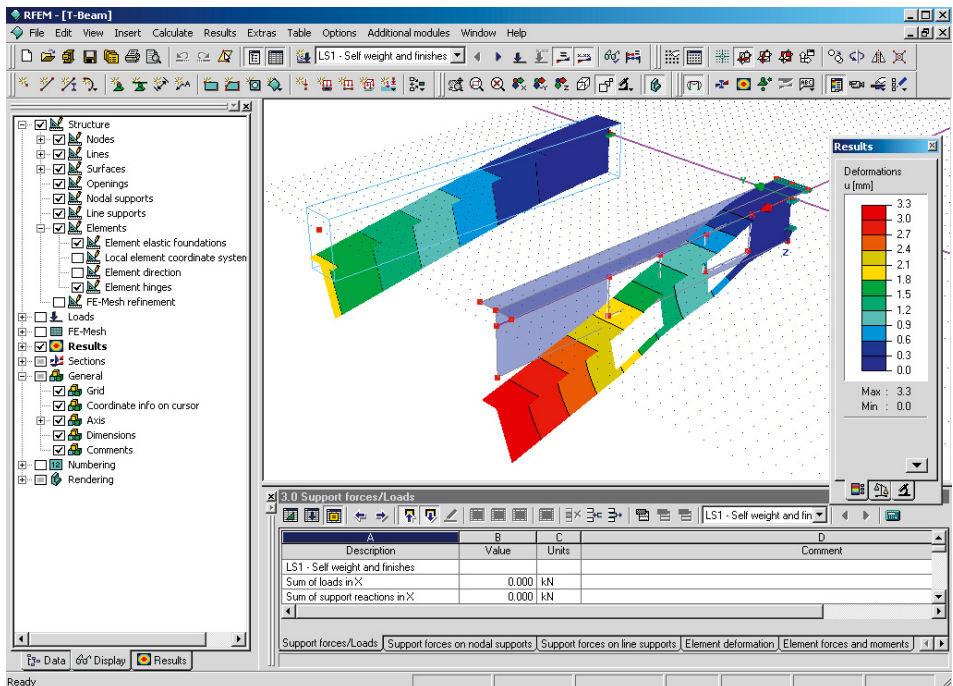 RFEM - [T-Beam]
File Edit View Insert Calculate Results Extras Table Options Additional modules Window Help
LS1 - Self weight and finishes
Structure
Nodes
Lines
Surfaces
Openings
Nodal supports
Line supports
Elements
Element elastic foundations
Local element coordinate system
Element direction
Element hinges
FE-Mesh refinement
Loads
FE-Mesh
Results
Sections
General
Grid
Coordinate info on cursor
Axis
Dimensions
Comments
12 Numbering
Rendering
Data Display Results
Z
Results
Deformations
u [mm]
3.3
3.0
2.7
2.4
2.1
1.8
1.5
1.2
0.9
0.6
0.3
0.0
Max : 3.3
Min : 0.0
3.0 Support forces/Loads
LS1 - Self weight and fin
A B C D
Description Value Units Comment
LS1 - Self weight and finishes
Sum of loads in X 0.000 kN
Sum of support reactions in X 0.000 kN
Support forces/Loads Support forces on nodal supports Support forces on line supports Element deformation Element forces and moments
Ready